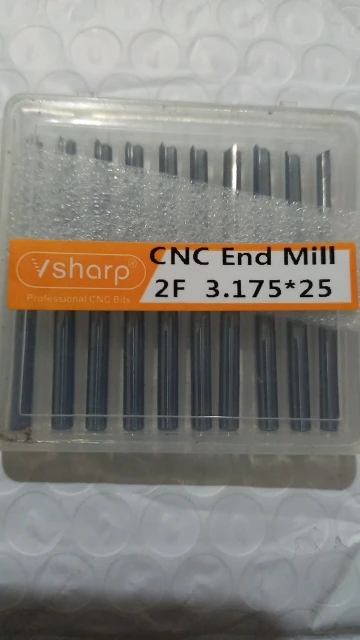 Vsharp®
Professional CNC Bits
CNC End Mill
2F 3.175*25